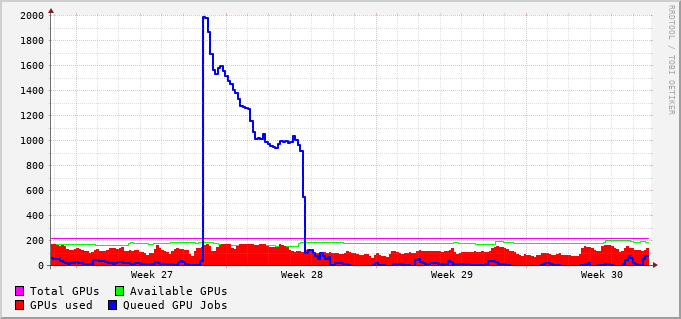 2000
1800
1600
1400
1200
1000
800
600
400
200
0
Week 27 Week 28 Week 29 Week 30
Total GPUs Available GPUs
GPUs used Queued GPU Jobs
RRDTOOL / TOBI OETIKER